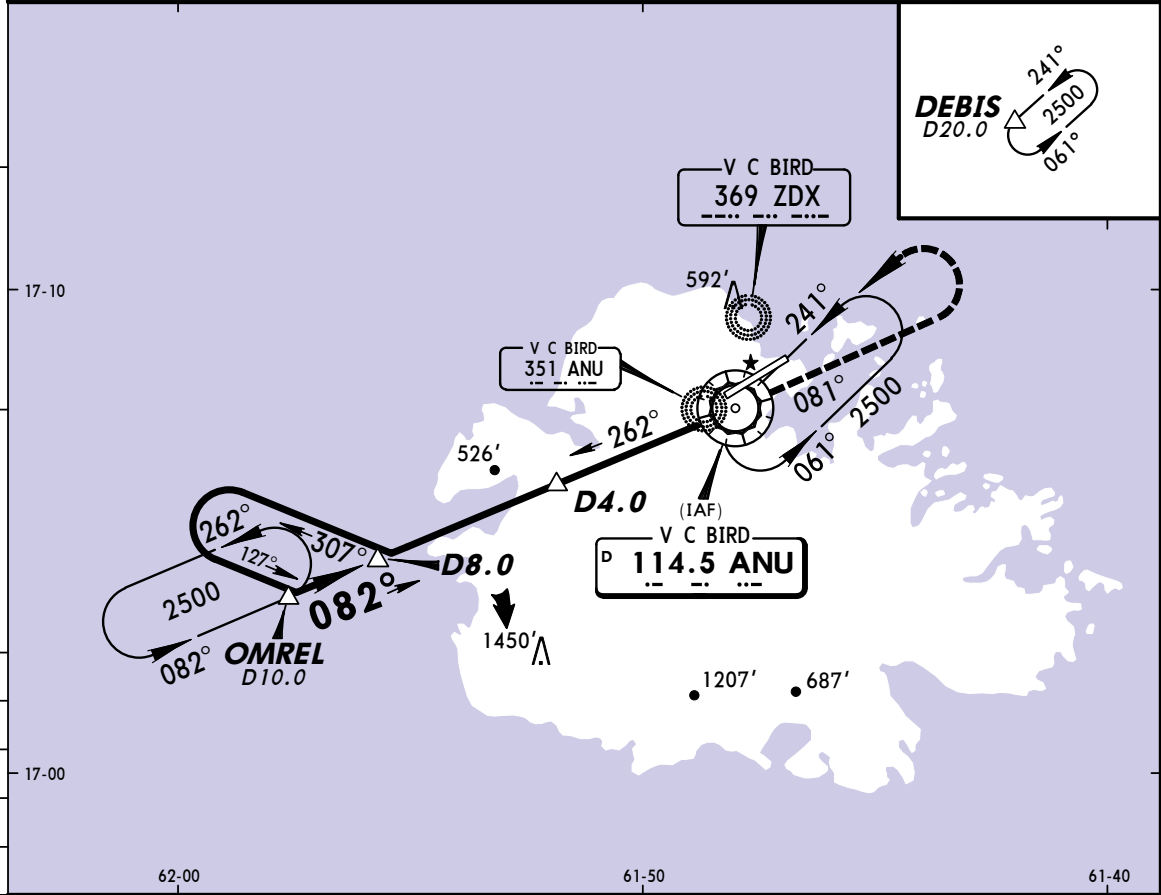 241°
DEBIS
D20.0
2500
061°
V C BIRD
369 ZDX
592'
17-10
241°
V C BIRD
351 ANU
081°
2500
262°
061°
526'
D4.0
(IAF)
V C BIRD
D 114.5 ANU
262°
307°
127°
D8.0
082°
2500
082°
OMREL
D10.0
1450'
1207'
687'
17-00
62-00
61-50
61-40